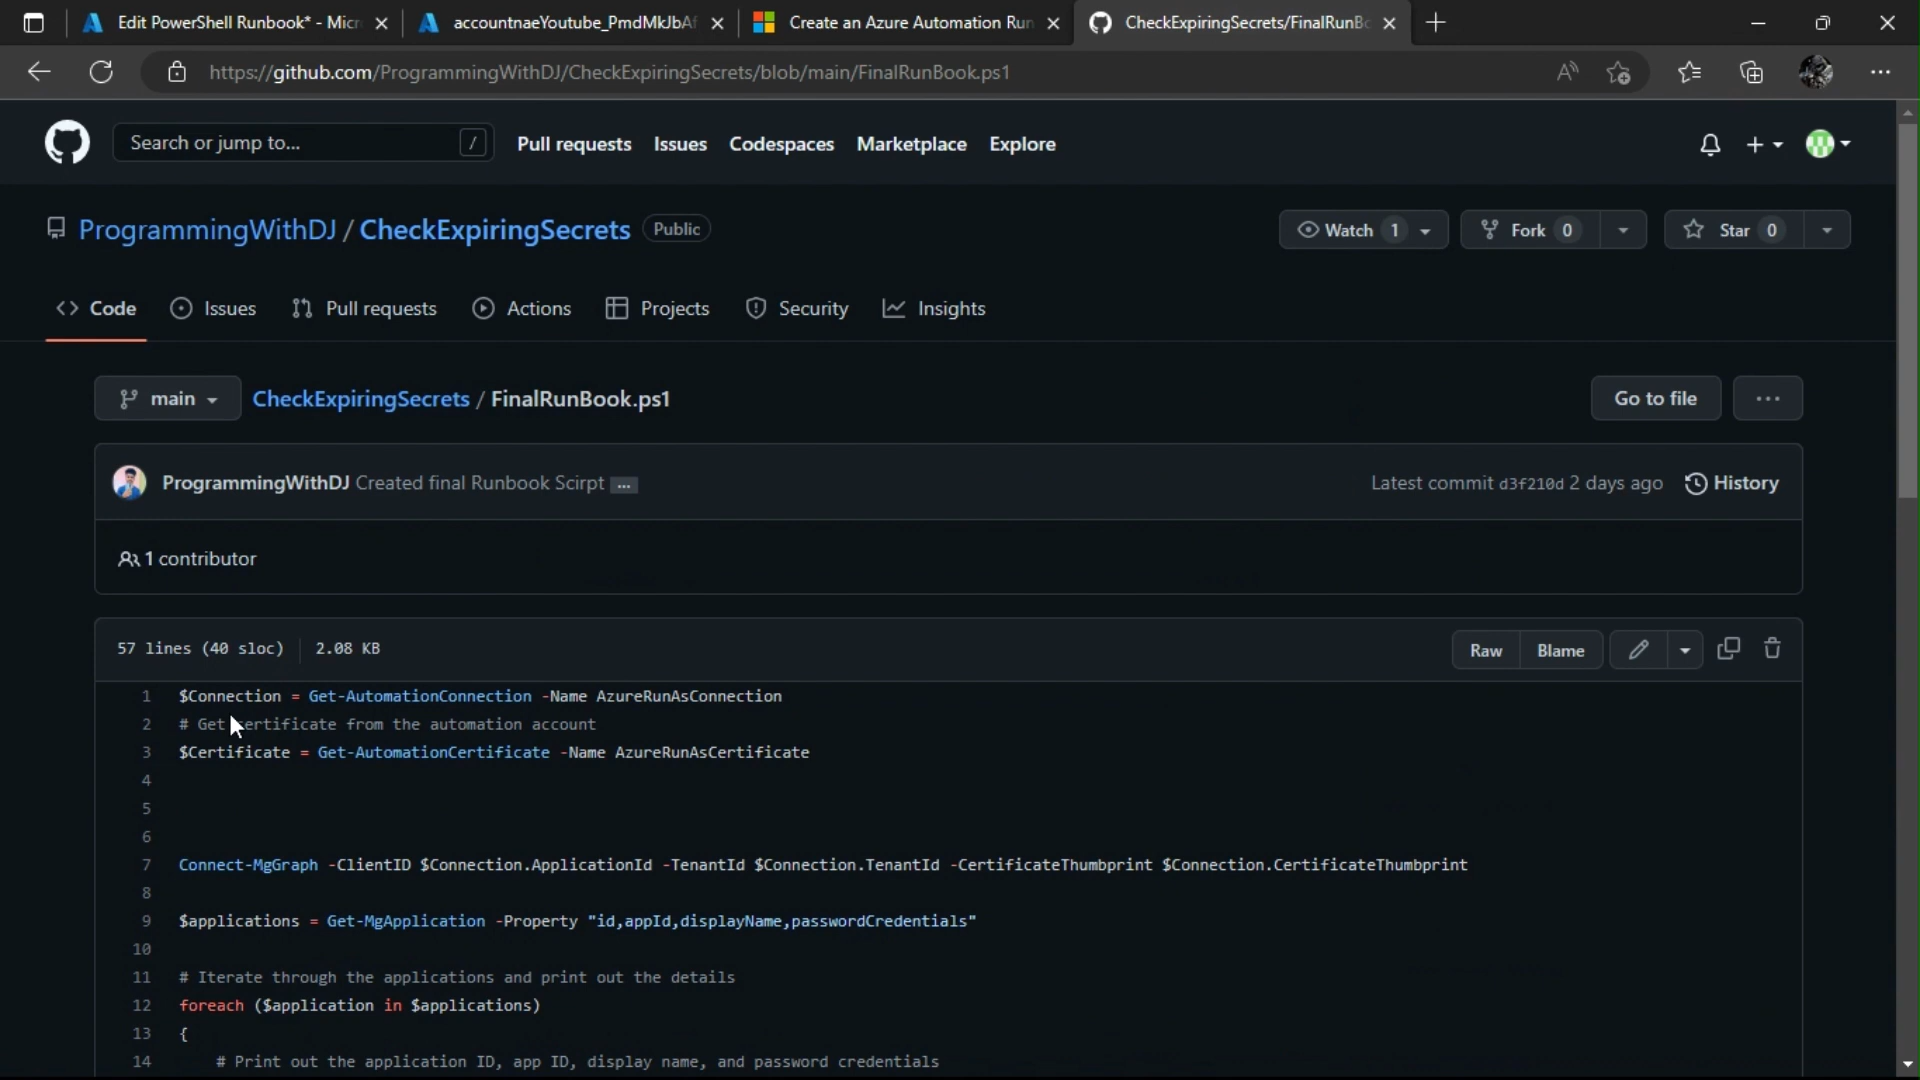 Edit PowerShell Runbook* - Micr
accountnaeYoutube_PmdMkJbAf
Create an Azure Automation Run
CheckExpiringSecrets/FinalRunBo
https://github.com/ProgrammingWithDJ/CheckExpiringSecrets/blob/main/FinalRunBook.ps1
Search or jump to... /
Pull requests Issues Codespaces Marketplace Explore
ProgrammingWithDJ / CheckExpiringSecrets Public
Watch 1 Fork 0 Star 0
Code Issues Pull requests Actions Projects Security Insights
main CheckExpiringSecrets / FinalRunBook.ps1 Go to file ...
ProgrammingWithDJ Created final Runbook Scirpt ... Latest commit d3f210d 2 days ago History
1 contributor
57 lines (40 sloc) 2.08 KB Raw Blame
1 $Connection = Get-AutomationConnection -Name AzureRunAsConnection
2 # Get certificate from the automation account
3 $Certificate = Get-AutomationCertificate -Name AzureRunAsCertificate
4
5
6
7 Connect-MgGraph -ClientID $Connection.ApplicationId -TenantId $Connection.TenantId -CertificateThumbprint $Connection.CertificateThumbprint
8
9 $applications = Get-MgApplication -Property "id,appId,displayName,passwordCredentials"
10
11 # Iterate through the applications and print out the details
12 foreach ($application in $applications)
13 {
14 # Print out the application ID, app ID, display name, and password credentials